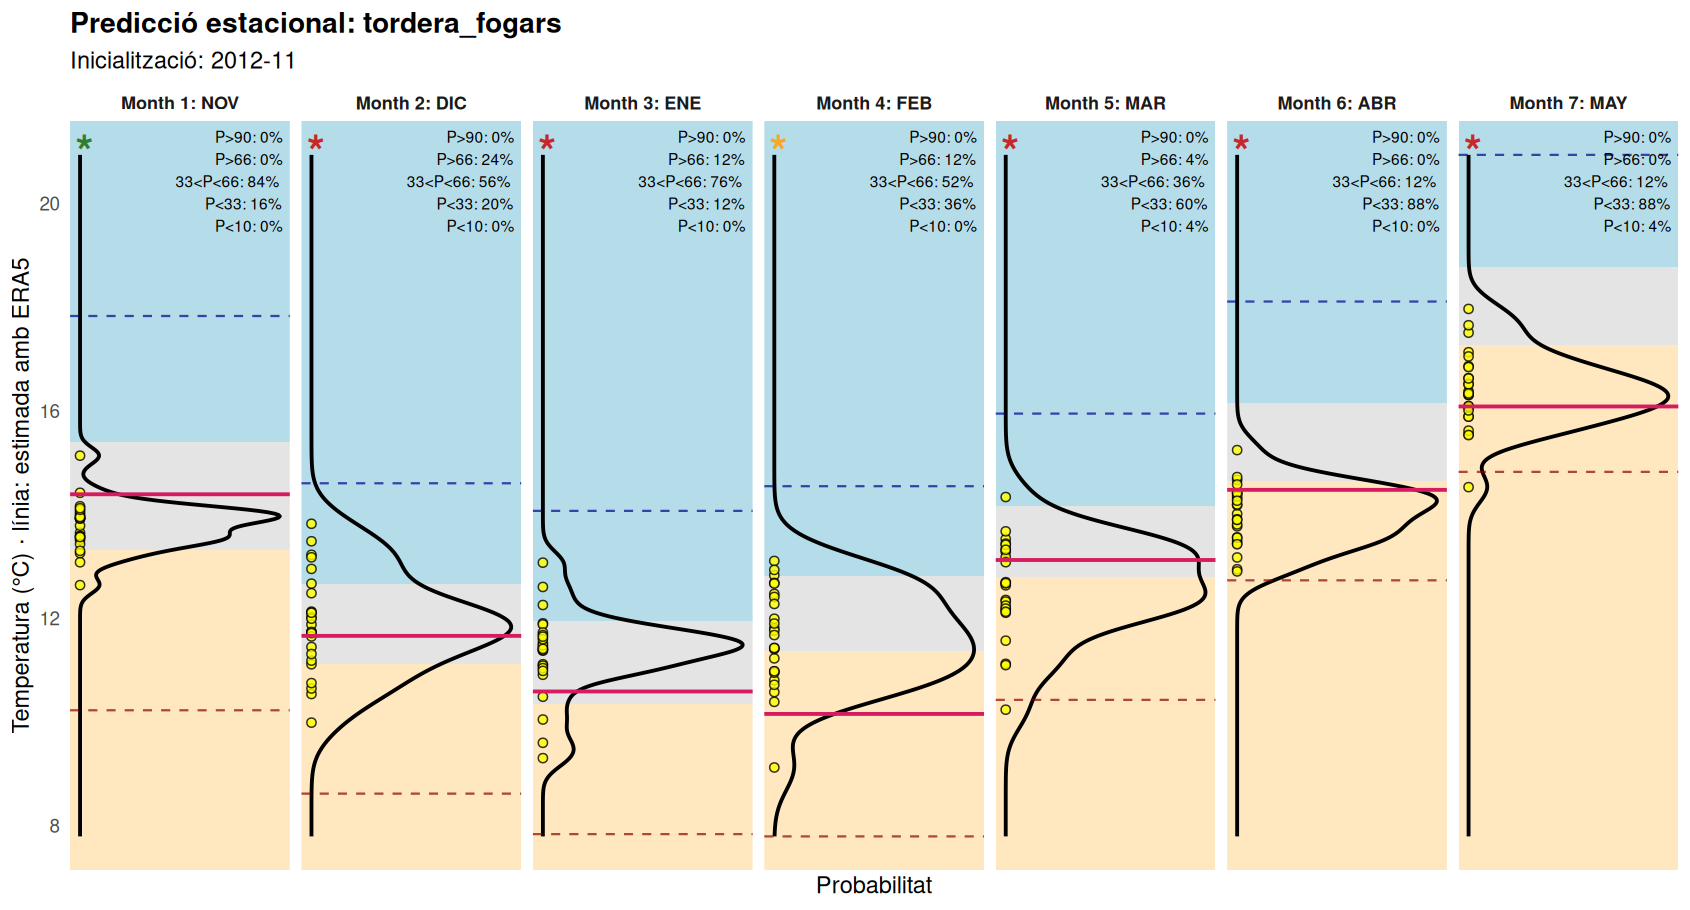 Predicció estacional: tordera_fogars
Inicialització: 2012-11
Month 1: NOV
Month 2: DIC
Month 3: ENE
Month 4: FEB
Month 5: MAR
Month 6: ABR
Month 7: MAY
*
P>90: 0%
P>66: 0%
33<P<66: 84%
P<33: 16%
P<10: 0%
*
P>90: 0%
P>66: 24%
33<P<66: 56%
P<33: 20%
P<10: 0%
*
P>90: 0%
P>66: 12%
33<P<66: 76%
P<33: 12%
P<10: 0%
*
P>90: 0%
P>66: 12%
33<P<66: 52%
P<33: 36%
P<10: 0%
*
P>90: 0%
P>66: 4%
33<P<66: 36%
P<33: 60%
P<10: 4%
*
P>90: 0%
P>66: 0%
33<P<66: 12%
P<33: 88%
P<10: 0%
*
P>90: 0%
P>66: 0%
33<P<66: 12%
P<33: 88%
P<10: 4%
20
16
12
8
Temperatura (°C) · línia: estimada amb ERA5
Probabilitat